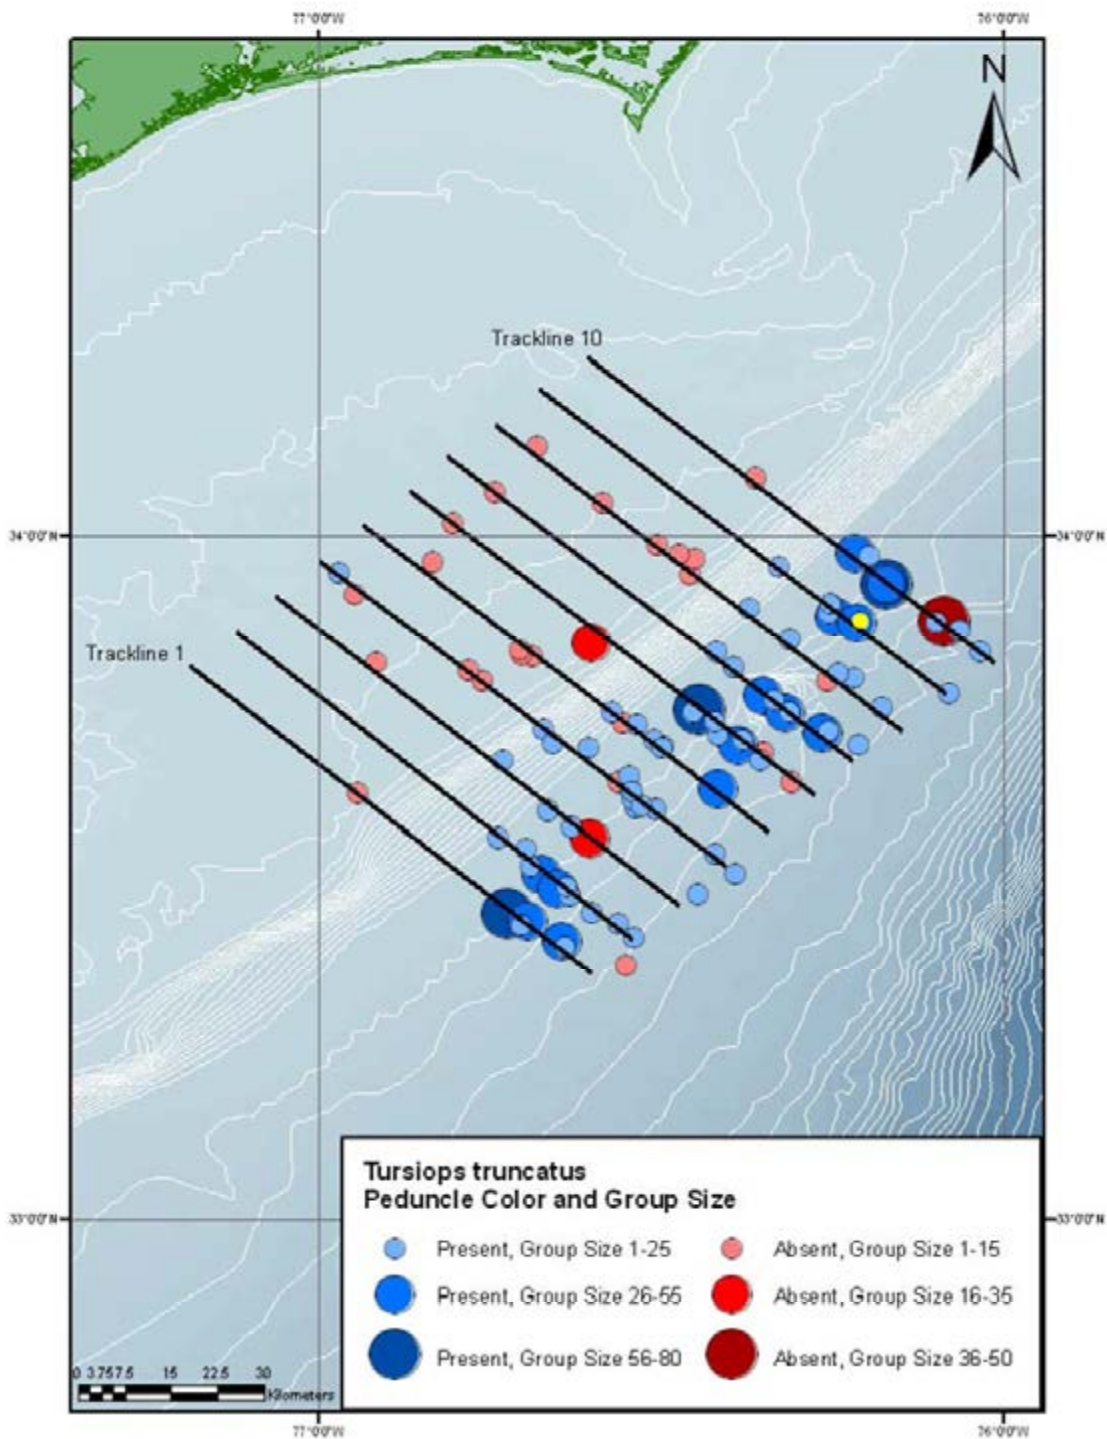 77°0'0"W 76°0'0"W
N
Trackline 10
34°0'0"N 34°0'0"N
Trackline 1
Tursiops truncatus
Peduncle Color and Group Size
33°0'0"N 33°0'0"N
Present, Group Size 1-25 Absent, Group Size 1-15
Present, Group Size 26-55 Absent, Group Size 16-35
Present, Group Size 56-80 Absent, Group Size 36-50
0 3.75 7.5 15 22.5 30
Kilometers
77°0'0"W 76°0'0"W